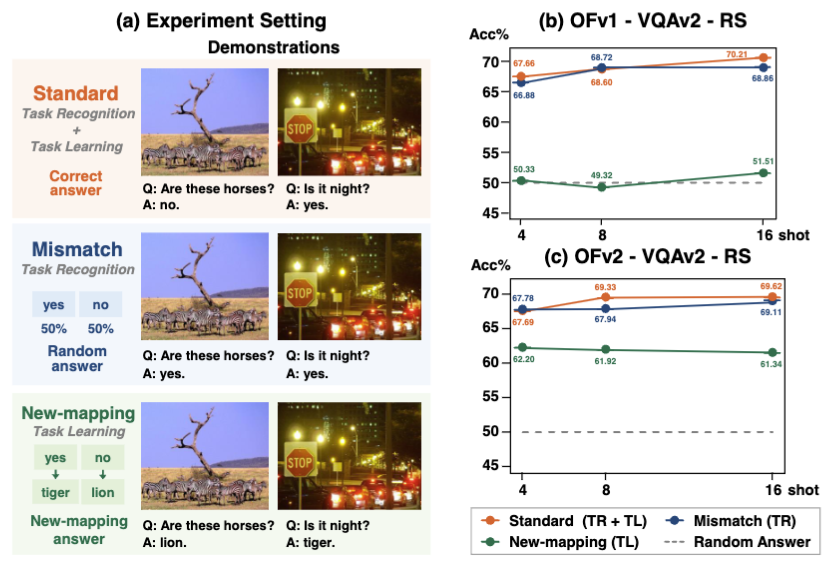 (a) Experiment Setting
Demonstrations
Standard
Task Recognition
+
Task Learning
Correct
answer
STOP
Q: Are these horses?
A: no.
Q: Is it night?
A: yes.
Mismatch
Task Recognition
yes no
50% 50%
Random
answer
STOP
Q: Are these horses?
A: yes.
Q: Is it night?
A: yes.
New-mapping
Task Learning
yes no
tiger lion
New-mapping
answer
STOP
Q: Are these horses?
A: lion.
Q: Is it night?
A: tiger.
(b) OFv1 - VQAv2 - RS
Acc%
70
65
60
55
50
45
67.66
66.88
68.72
68.60
70.21
68.86
50.33
49.32
51.51
4 8 16 shot
(c) OFv2 - VQAv2 - RS
Acc%
70
65
60
55
50
45
67.78
67.69
69.33
67.94
69.62
69.11
62.20
61.92
61.34
4 8 16 shot
Standard (TR + TL)
Mismatch (TR)
New-mapping (TL)
Random Answer